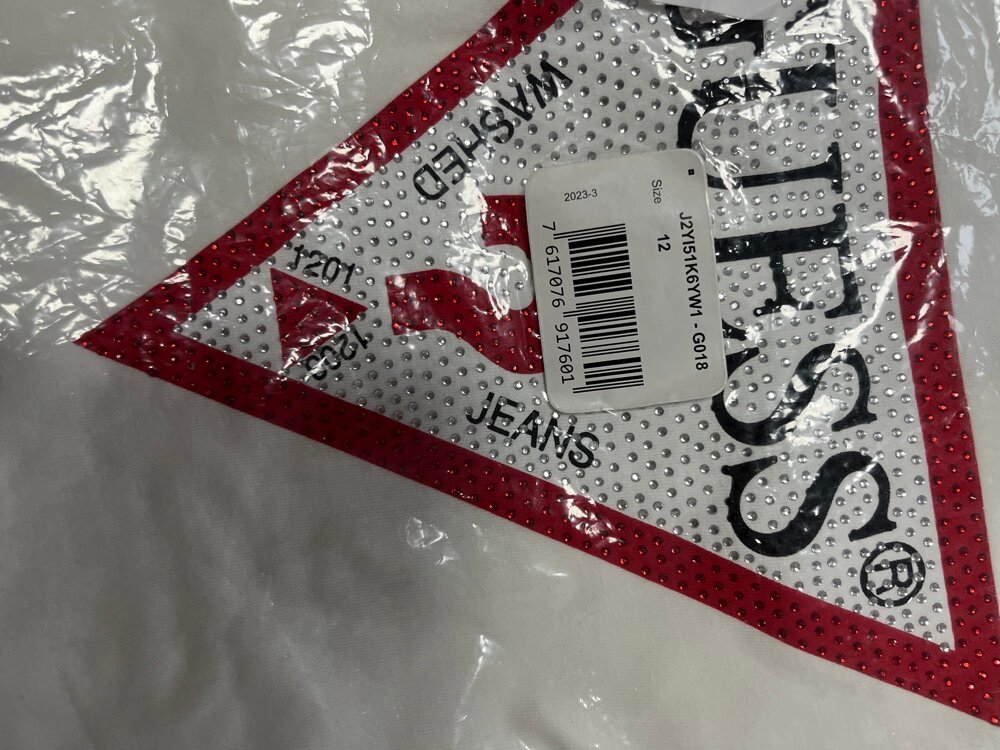 GUESS®
WASHED
JEANS
?
1201
1203
J2YI51K6YW1 - G018
Size
12
2023-3
7 617076 917601